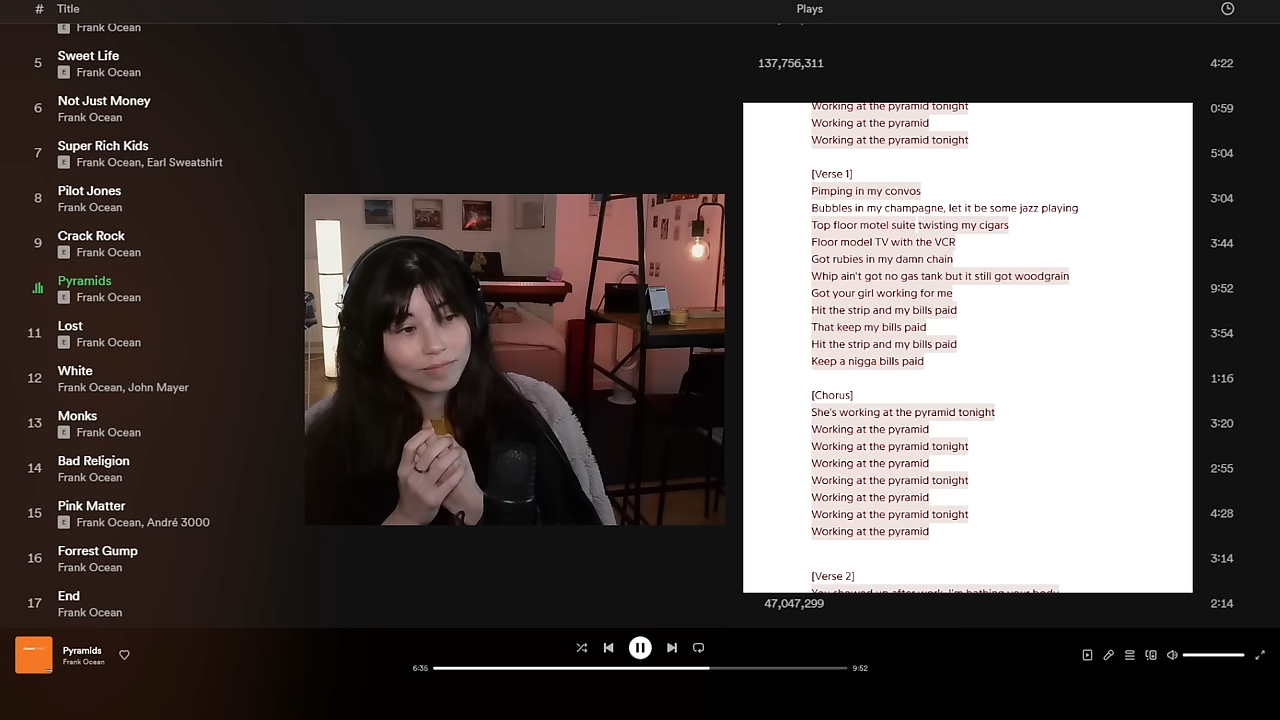 # Title Plays
Frank Ocean
5 Sweet Life 137,756,311 4:22
E Frank Ocean
6 Not Just Money 0:59
Frank Ocean
7 Super Rich Kids 5:04
E Frank Ocean, Earl Sweatshirt
8 Pilot Jones 3:04
Frank Ocean
9 Crack Rock 3:44
E Frank Ocean
Pyramids 9:52
E Frank Ocean
11 Lost 3:54
E Frank Ocean
12 White 1:16
Frank Ocean, John Mayer
13 Monks 3:20
E Frank Ocean
14 Bad Religion 2:55
Frank Ocean
15 Pink Matter 4:28
E Frank Ocean, André 3000
16 Forrest Gump 3:14
Frank Ocean
17 End 47,047,299 2:14
Frank Ocean
Working at the pyramid tonight
Working at the pyramid
Working at the pyramid tonight
[Verse 1]
Pimping in my convos
Bubbles in my champagne, let it be some jazz playing
Top floor motel suite twisting my cigars
Floor model TV with the VCR
Got rubies in my damn chain
Whip ain't got no gas tank but it still got woodgrain
Got your girl working for me
Hit the strip and my bills paid
That keep my bills paid
Hit the strip and my bills paid
Keep a nigga bills paid
[Chorus]
She's working at the pyramid tonight
Working at the pyramid
Working at the pyramid tonight
Working at the pyramid
Working at the pyramid tonight
Working at the pyramid
Working at the pyramid tonight
Working at the pyramid
[Verse 2]
You showed up after work, I'm bathing your body
Pyramids
Frank Ocean
6:35 9:52